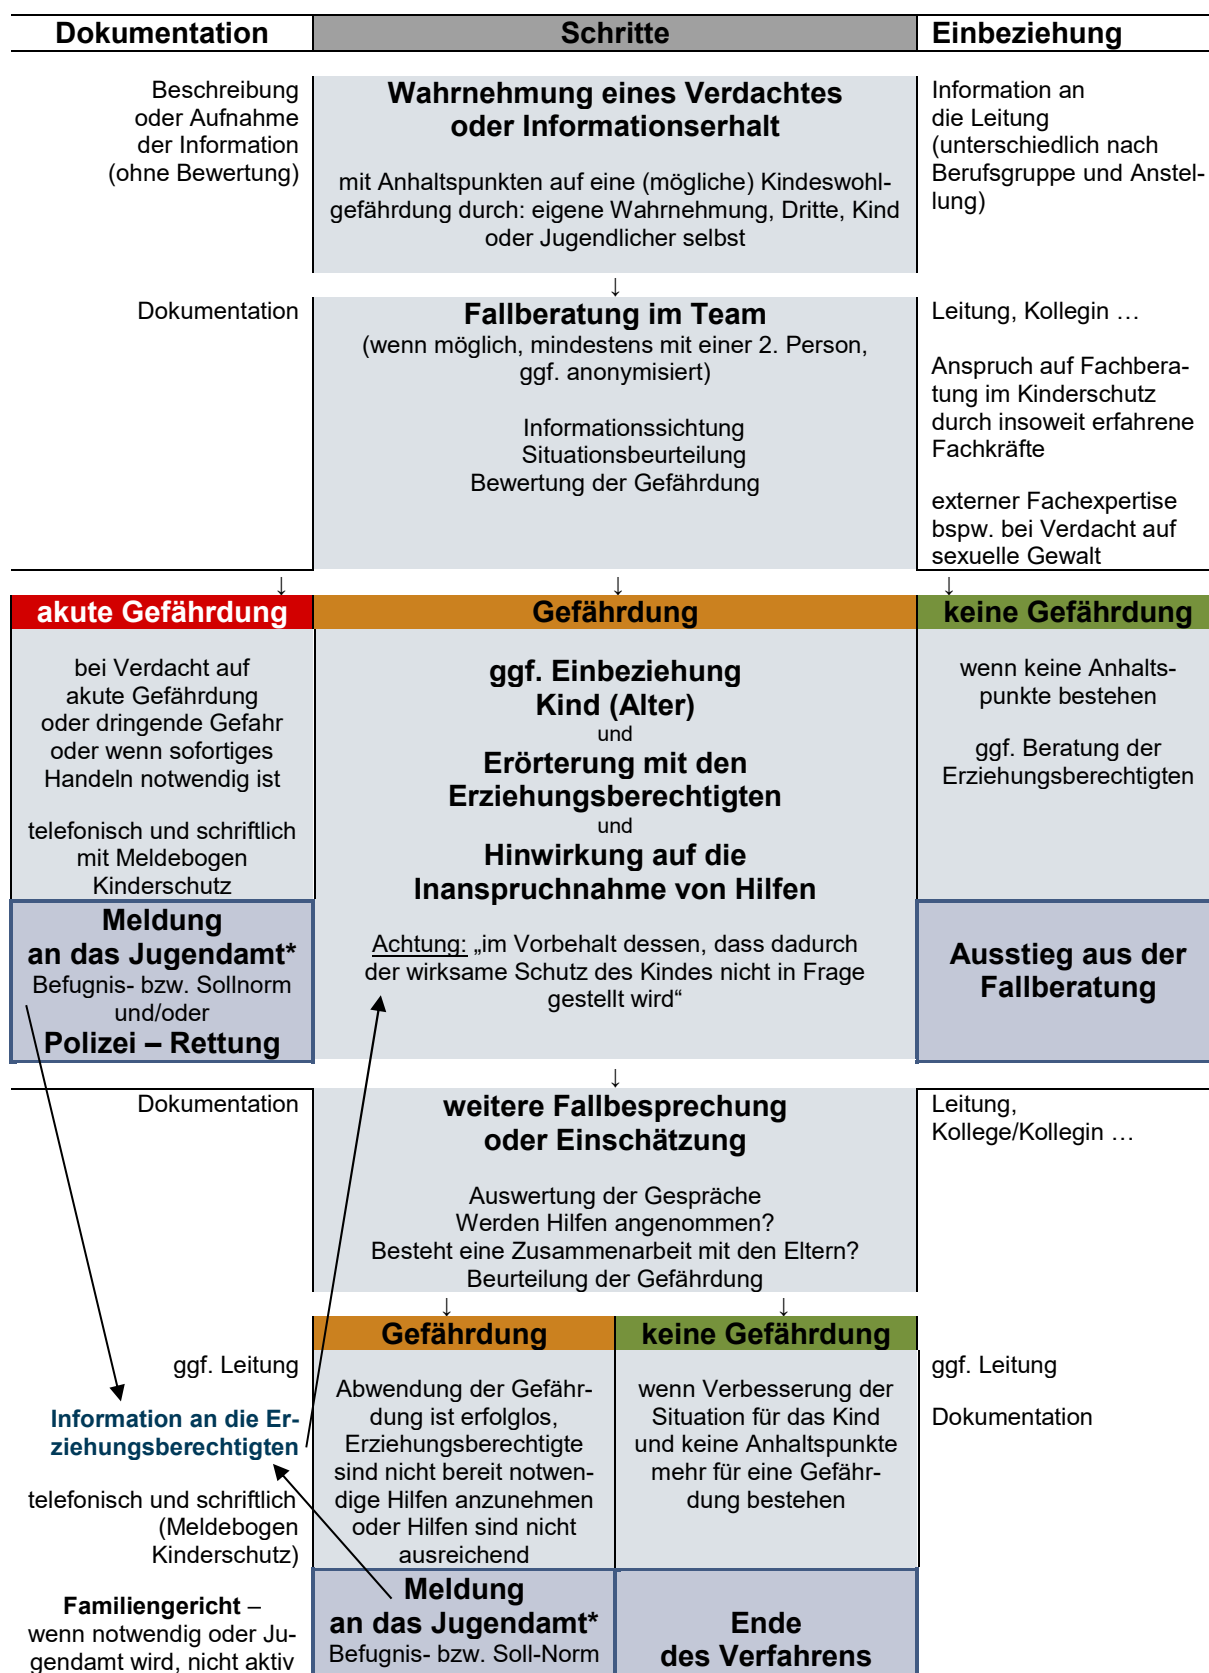 Dokumentation
Schritte
Einbeziehung
Beschreibung
oder Aufnahme
der Information
(ohne Bewertung)
Wahrnehmung eines Verdachtes
oder Informationserhalt
mit Anhaltspunkten auf eine (mögliche) Kindeswohl-
gefährdung durch: eigene Wahrnehmung, Dritte, Kind
oder Jugendlicher selbst
Information an
die Leitung
(unterschiedlich nach
Berufsgruppe und Anstel-
lung)
↓
Dokumentation
Fallberatung im Team
(wenn möglich, mindestens mit einer 2. Person,
ggf. anonymisiert)
Informationssichtung
Situationsbeurteilung
Bewertung der Gefährdung
Leitung, Kollegin …
Anspruch auf Fachbera-
tung im Kinderschutz
durch insoweit erfahrene
Fachkräfte
externer Fachexpertise
bspw. bei Verdacht auf
sexuelle Gewalt
↓ ↓ ↓
akute Gefährdung
bei Verdacht auf
akute Gefährdung
oder dringende Gefahr
oder wenn sofortiges
Handeln notwendig ist
telefonisch und schriftlich
mit Meldebogen
Kinderschutz
Meldung
an das Jugendamt*
Befugnis- bzw. Sollnorm
und/oder
Polizei – Rettung
Gefährdung
ggf. Einbeziehung
Kind (Alter)
und
Erörterung mit den
Erziehungsberechtigten
und
Hinwirkung auf die
Inanspruchnahme von Hilfen
Achtung: „im Vorbehalt dessen, dass dadurch
der wirksame Schutz des Kindes nicht in Frage
gestellt wird“
keine Gefährdung
wenn keine Anhalts-
punkte bestehen
ggf. Beratung der
Erziehungsberechtigten
Ausstieg aus der
Fallberatung
↓
Dokumentation
weitere Fallbesprechung
oder Einschätzung
Auswertung der Gespräche
Werden Hilfen angenommen?
Besteht eine Zusammenarbeit mit den Eltern?
Beurteilung der Gefährdung
Leitung,
Kollege/Kollegin …
↓ ↓
ggf. Leitung
Information an die Er-
ziehungsberechtigten
telefonisch und schriftlich
(Meldebogen
Kinderschutz)
Familiengericht –
wenn notwendig oder Ju-
gendamt wird, nicht aktiv
Gefährdung
Abwendung der Gefähr-
dung ist erfolglos,
Erziehungsberechtigte
sind nicht bereit notwen-
dige Hilfen anzunehmen
oder Hilfen sind nicht
ausreichend
Meldung
an das Jugendamt*
Befugnis- bzw. Soll-Norm
keine Gefährdung
wenn Verbesserung der
Situation für das Kind
und keine Anhaltspunkte
mehr für eine Gefähr-
dung bestehen
Ende
des Verfahrens
ggf. Leitung
Dokumentation